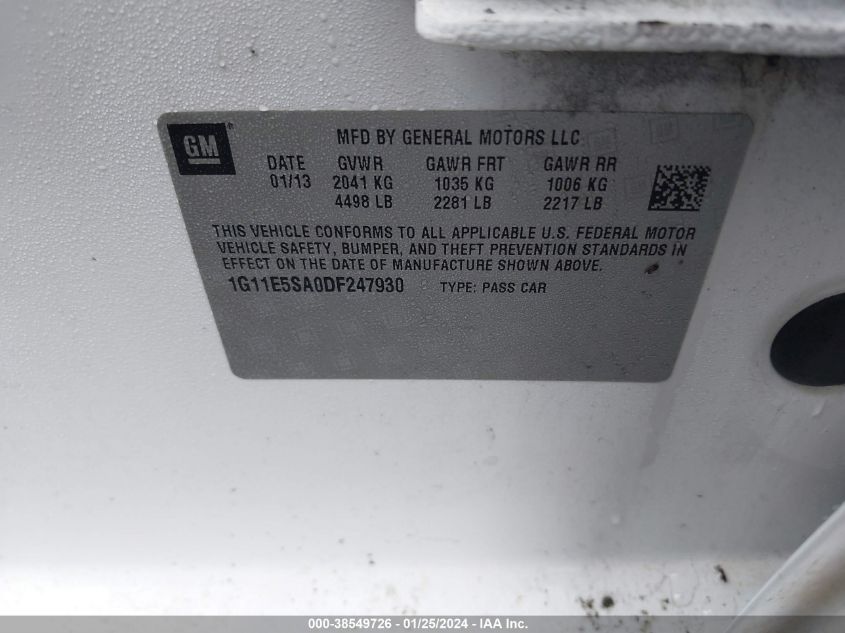 GM®
MFD BY GENERAL MOTORS LLC
DATE GVWR GAWR FRT GAWR RR
01/13 2041 KG 1035 KG 1006 KG
4498 LB 2281 LB 2217 LB
THIS VEHICLE CONFORMS TO ALL APPLICABLE U.S. FEDERAL MOTOR
VEHICLE SAFETY, BUMPER, AND THEFT PREVENTION STANDARDS IN
EFFECT ON THE DATE OF MANUFACTURE SHOWN ABOVE.
1G11E5SA0DF247930 TYPE: PASS CAR
000-38549726 - 01/25/2024 - IAA Inc.